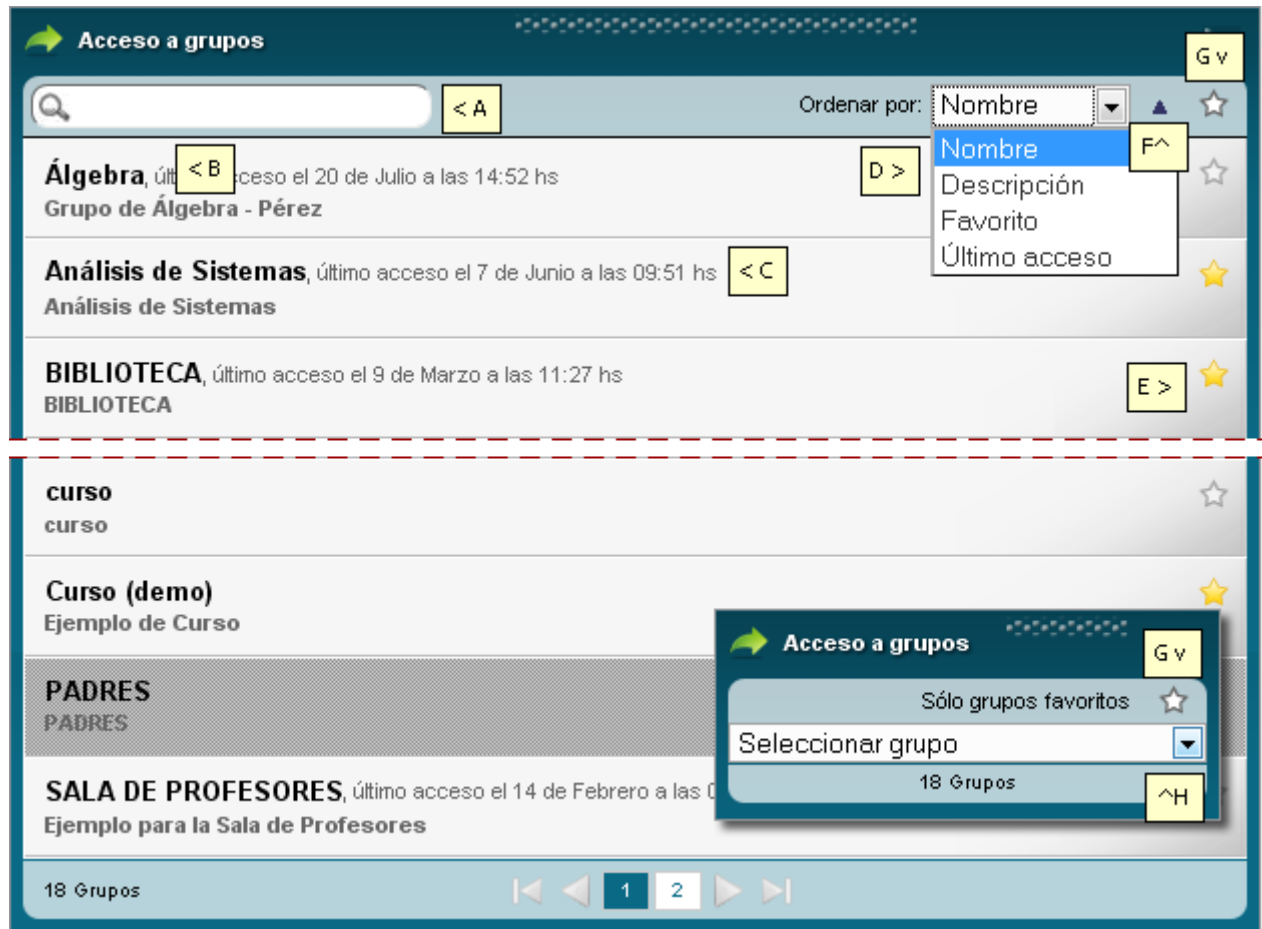 Acceso a grupos
G v
< A
Ordenar por: Nombre
Nombre
Descripción
Favorito
Último acceso
F^
D >
Álgebra, últ < B ceso el 20 de Julio a las 14:52 hs
Grupo de Álgebra - Pérez
Análisis de Sistemas, último acceso el 7 de Junio a las 09:51 hs < C
Análisis de Sistemas
BIBLIOTECA, último acceso el 9 de Marzo a las 11:27 hs
E >
BIBLIOTECA
curso
curso
Curso (demo)
Ejemplo de Curso
PADRES
PADRES
SALA DE PROFESORES, último acceso el 14 de Febrero a las
Ejemplo para la Sala de Profesores
Acceso a grupos
G v
Sólo grupos favoritos
Seleccionar grupo
18 Grupos
^H
18 Grupos
1 2